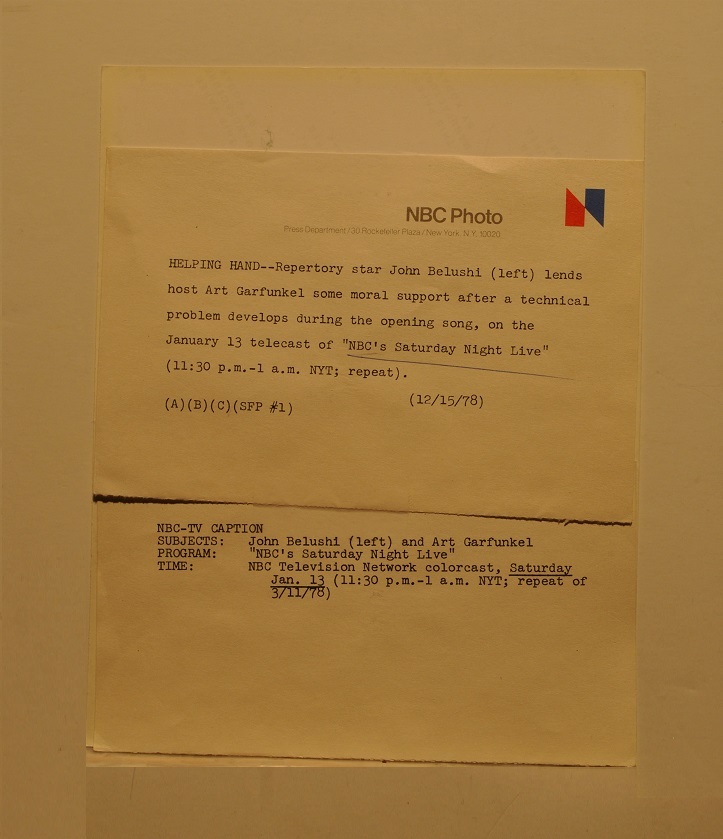 NBC Photo
Press Department / 30 Rockefeller Plaza / New York, N.Y. 10020
HELPING HAND--Repertory star John Belushi (left) lends
host Art Garfunkel some moral support after a technical
problem develops during the opening song, on the
January 13 telecast of "NBC's Saturday Night Live"
(11:30 p.m.-1 a.m. NYT; repeat).
(A)(B)(C)(SFP #1) (12/15/78)
NBC-TV CAPTION
SUBJECTS: John Belushi (left) and Art Garfunkel
PROGRAM: "NBC's Saturday Night Live"
TIME: NBC Television Network colorcast, Saturday
Jan. 13 (11:30 p.m.-1 a.m. NYT; repeat of
3/11/78)